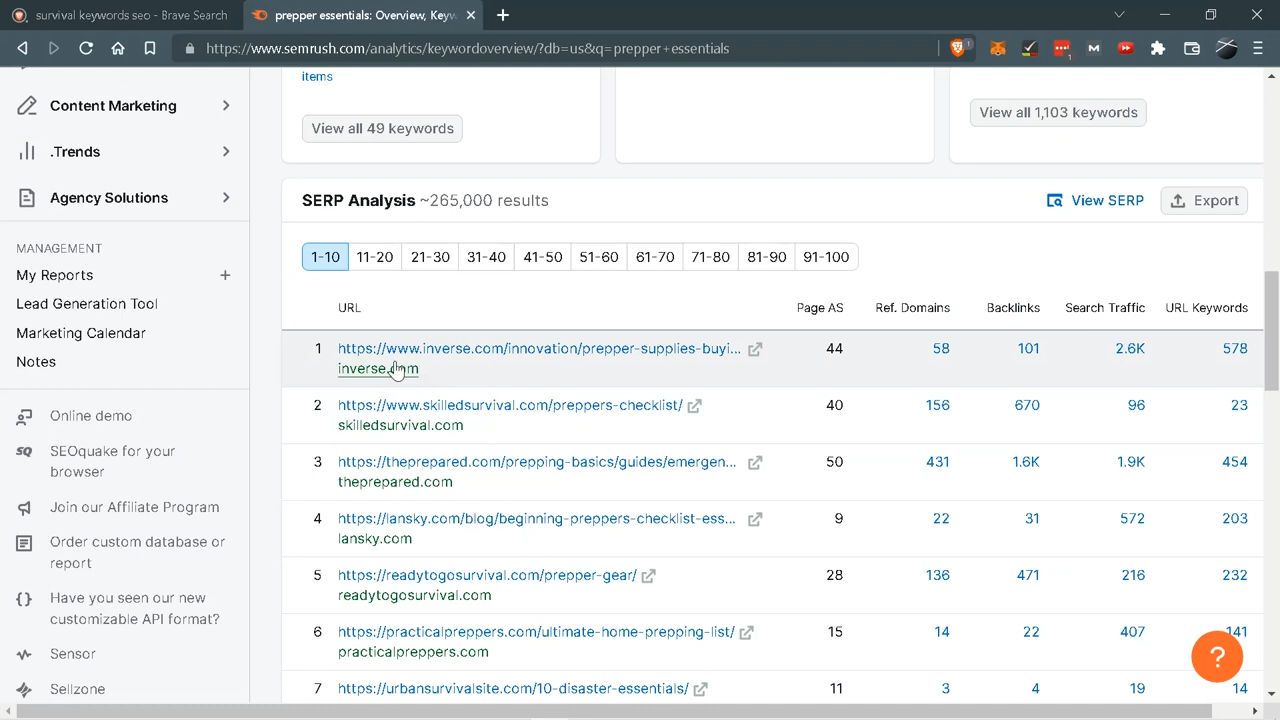 survival keywords seo - Brave Search
prepper essentials: Overview, Keyw
https://www.semrush.com/analytics/keywordoverview/?db=us&q=prepper+essentials
Content Marketing
.Trends
Agency Solutions
MANAGEMENT
My Reports
Lead Generation Tool
Marketing Calendar
Notes
Online demo
SEOquake for your
browser
Join our Affiliate Program
Order custom database or
report
Have you seen our new
customizable API format?
Sensor
Sellzone
items
View all 49 keywords
View all 1,103 keywords
SERP Analysis ~265,000 results
View SERP
Export
1-10 11-20 21-30 31-40 41-50 51-60 61-70 71-80 81-90 91-100
URL Page AS Ref. Domains Backlinks Search Traffic URL Keywords
1 https://www.inverse.com/innovation/prepper-supplies-buyi... 44 58 101 2.6K 578
inverse.com
2 https://www.skilledsurvival.com/preppers-checklist/ 40 156 670 96 23
skilledsurvival.com
3 https://theprepared.com/prepping-basics/guides/emergen... 50 431 1.6K 1.9K 454
theprepared.com
4 https://lansky.com/blog/beginning-preppers-checklist-ess... 9 22 31 572 203
lansky.com
5 https://readytogosurvival.com/prepper-gear/ 28 136 471 216 232
readytogosurvival.com
6 https://practicalpreppers.com/ultimate-home-prepping-list/ 15 14 22 407 141
practicalpreppers.com
7 https://urbansurvivalsite.com/10-disaster-essentials/ 11 3 4 19 14
?